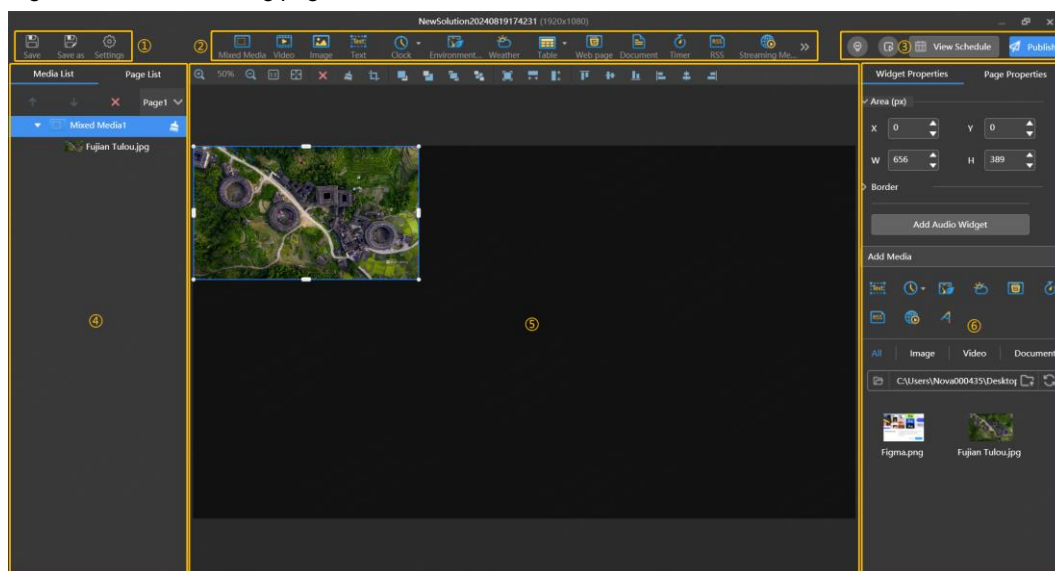 NewSolution20240819174231 (1920x1080)
Save Save as Settings ①
② Mixed Media Video Image Text Clock Environment... Weather Table Web page Document Timer RSS Streaming Me... »
③ View Schedule Publish
Media List Page List
50%
Widget Properties Page Properties
Page1
Area (px)
Mixed Media1
X 0 Y 0
Fujian Tulou.jpg
W 656 H 389
Border
Add Audio Widget
Add Media
Text
RSS
④
⑤
⑥
All Image Video Document
C:\Users\Nova000435\Desktop
Figma.png Fujian Tulou.jpg